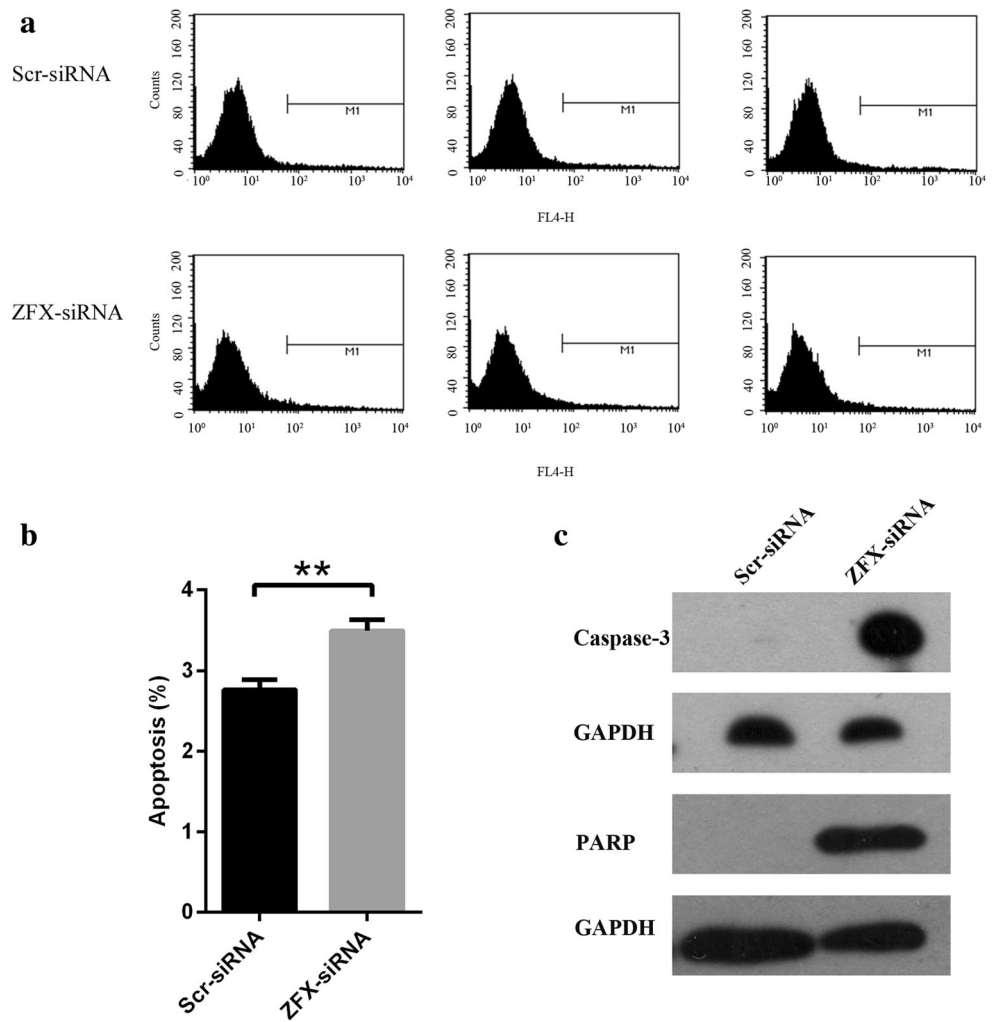 a
Scr-siRNA
Counts
200
160
120
80
40
0
M1
10⁰ 10¹ 10² 10³ 10⁴
200
160
120
80
40
0
M1
10⁰ 10¹ 10² 10³ 10⁴
200
160
120
80
40
0
M1
10⁰ 10¹ 10² 10³ 10⁴
FL4-H
ZFX-siRNA
Counts
200
160
120
80
40
0
M1
10⁰ 10¹ 10² 10³ 10⁴
200
160
120
80
40
0
M1
10⁰ 10¹ 10² 10³ 10⁴
200
160
120
80
40
0
M1
10⁰ 10¹ 10² 10³ 10⁴
FL4-H
b
**
Apoptosis (%)
4
3
2
1
0
Scr-siRNA
ZFX-siRNA
c
Scr-siRNA
ZFX-siRNA
Caspase-3
GAPDH
PARP
GAPDH